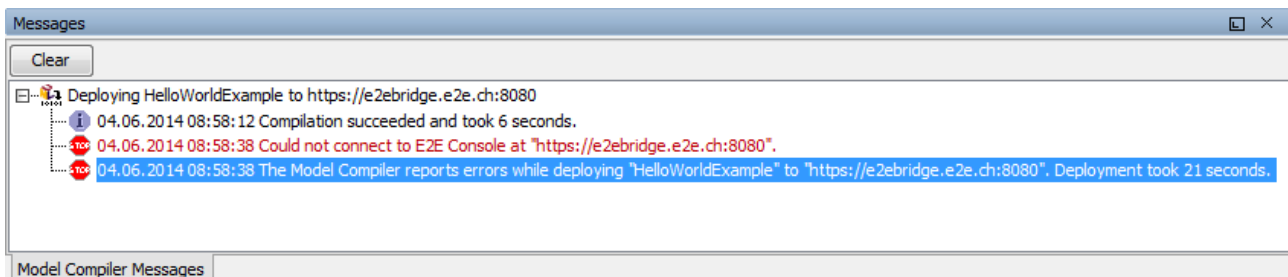 Messages
Clear
Deploying HelloWorldExample to https://e2ebridge.e2e.ch:8080
04.06.2014 08:58:12 Compilation succeeded and took 6 seconds.
STOP 04.06.2014 08:58:38 Could not connect to E2E Console at "https://e2ebridge.e2e.ch:8080".
STOP 04.06.2014 08:58:38 The Model Compiler reports errors while deploying "HelloWorldExample" to "https://e2ebridge.e2e.ch:8080". Deployment took 21 seconds.
Model Compiler Messages